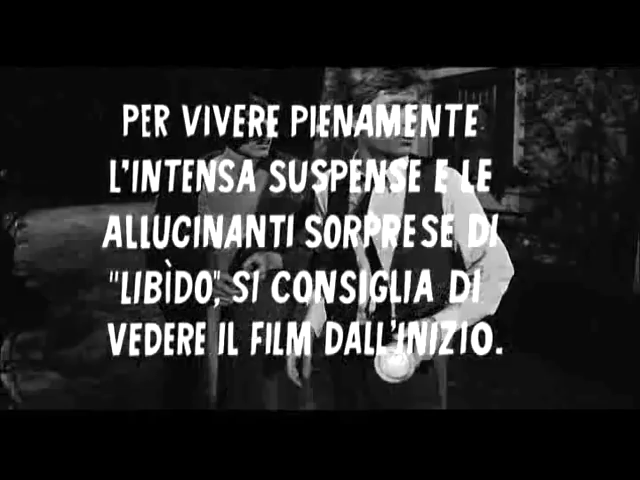 PER VIVERE PIENAMENTE
L'INTENSA SUSPENSE E LE
ALLUCINANTI SORPRESE DI
"LIBÌDO", SI CONSIGLIA DI
VEDERE IL FILM DALL'INIZIO.